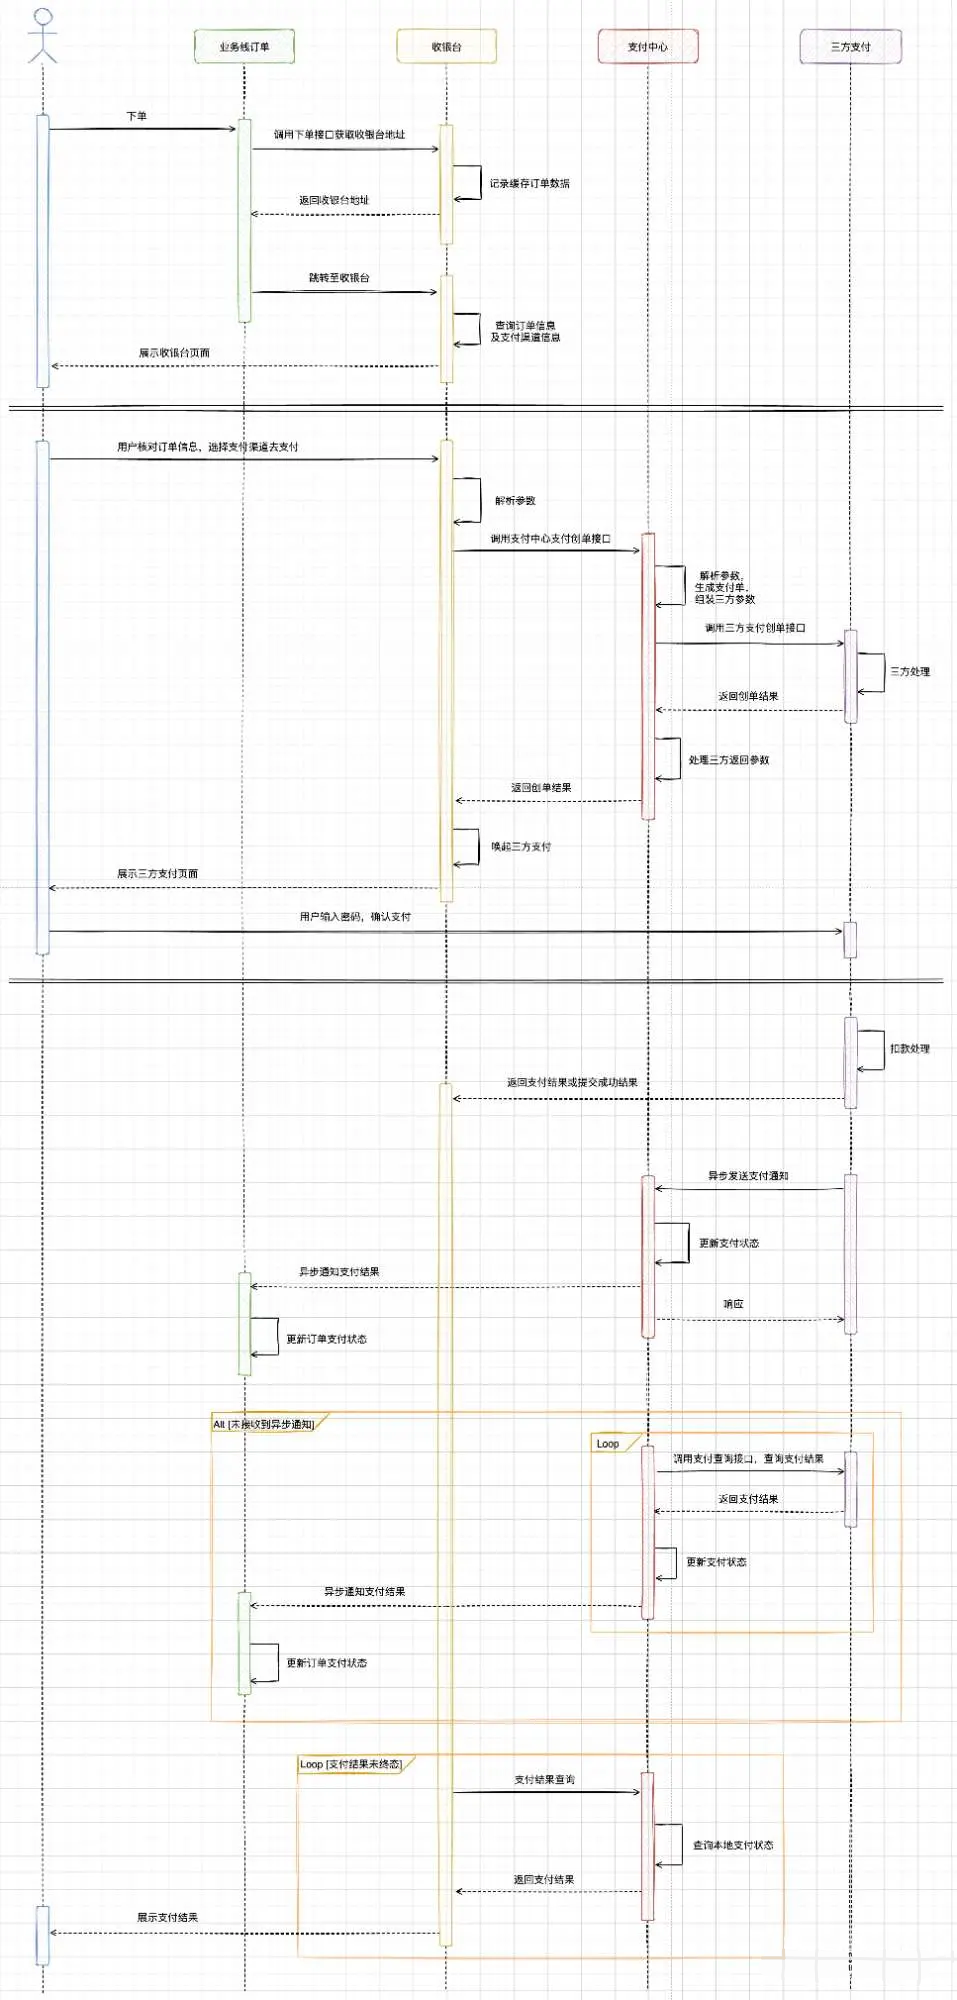 业务线订单
收银台
支付中心
三方支付
下单
调用下单接口获取收银台地址
记录缓存订单数据
返回收银台地址
跳转至收银台
查询订单信息
及支付渠道信息
展示收银台页面
用户核对订单信息，选择支付渠道去支付
解析参数
调用支付中心支付创单接口
解析参数，
生成支付单，
组装三方参数
调用三方支付创单接口
三方处理
返回创单结果
处理三方返回参数
返回创单结果
唤起三方支付
展示三方支付页面
用户输入密码，确认支付
扣款处理
返回支付结果或提交成功结果
异步发送支付通知
更新支付状态
异步通知支付结果
响应
更新订单支付状态
Alt [未接收到异步通知]
Loop
调用支付查询接口，查询支付结果
返回支付结果
更新支付状态
异步通知支付结果
更新订单支付状态
Loop [支付结果未终态]
支付结果查询
查询本地支付状态
返回支付结果
展示支付结果